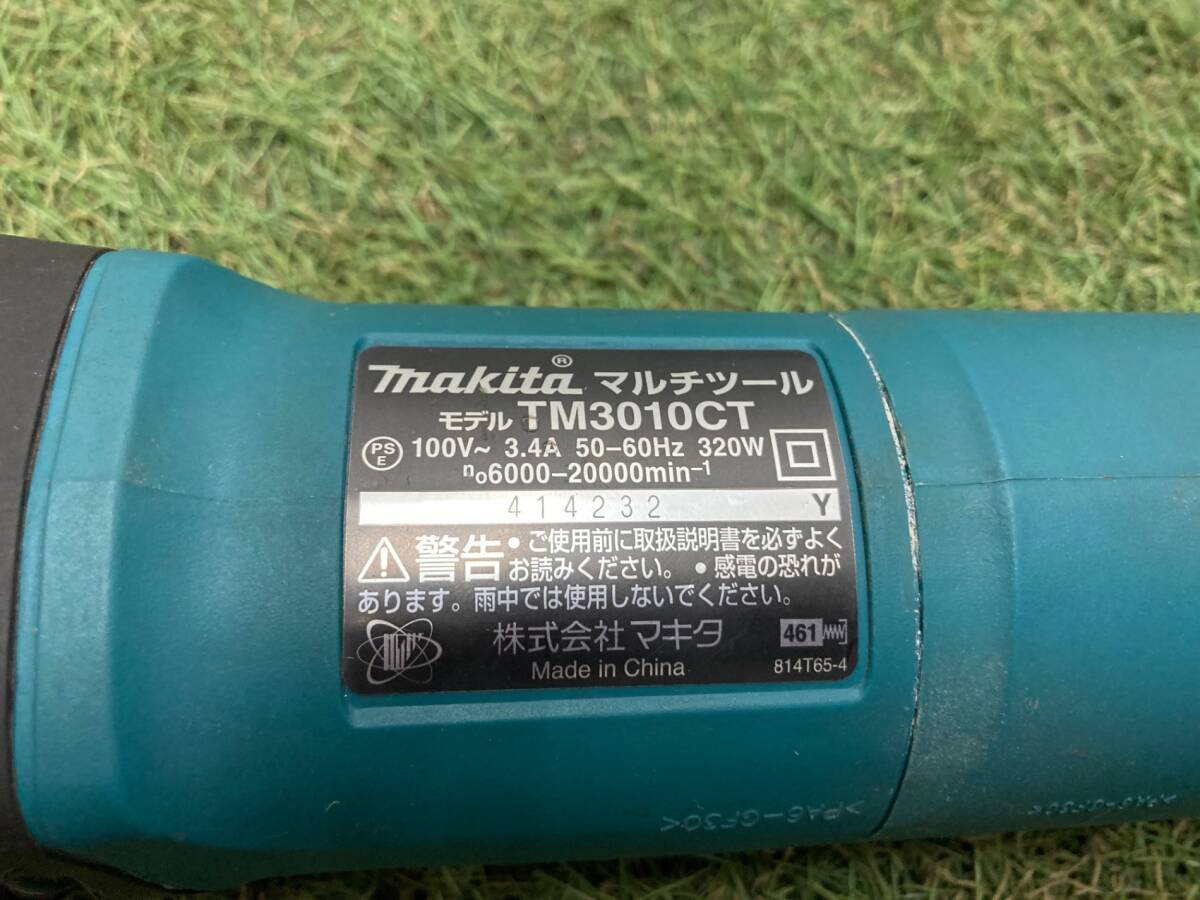 makita® マルチツール
モデル TM3010CT
PS E 100V~ 3.4A 50-60Hz 320W
n₀6000-20000min⁻¹
414232 Y
警告 • ご使用前に取扱説明書を必ずよく
お読みください。 • 感電の恐れが
あります。雨中では使用しないでください。
株式会社マキタ 461
Made in China 814T65-4
>PA6-GF30<
>PA6-GF30<